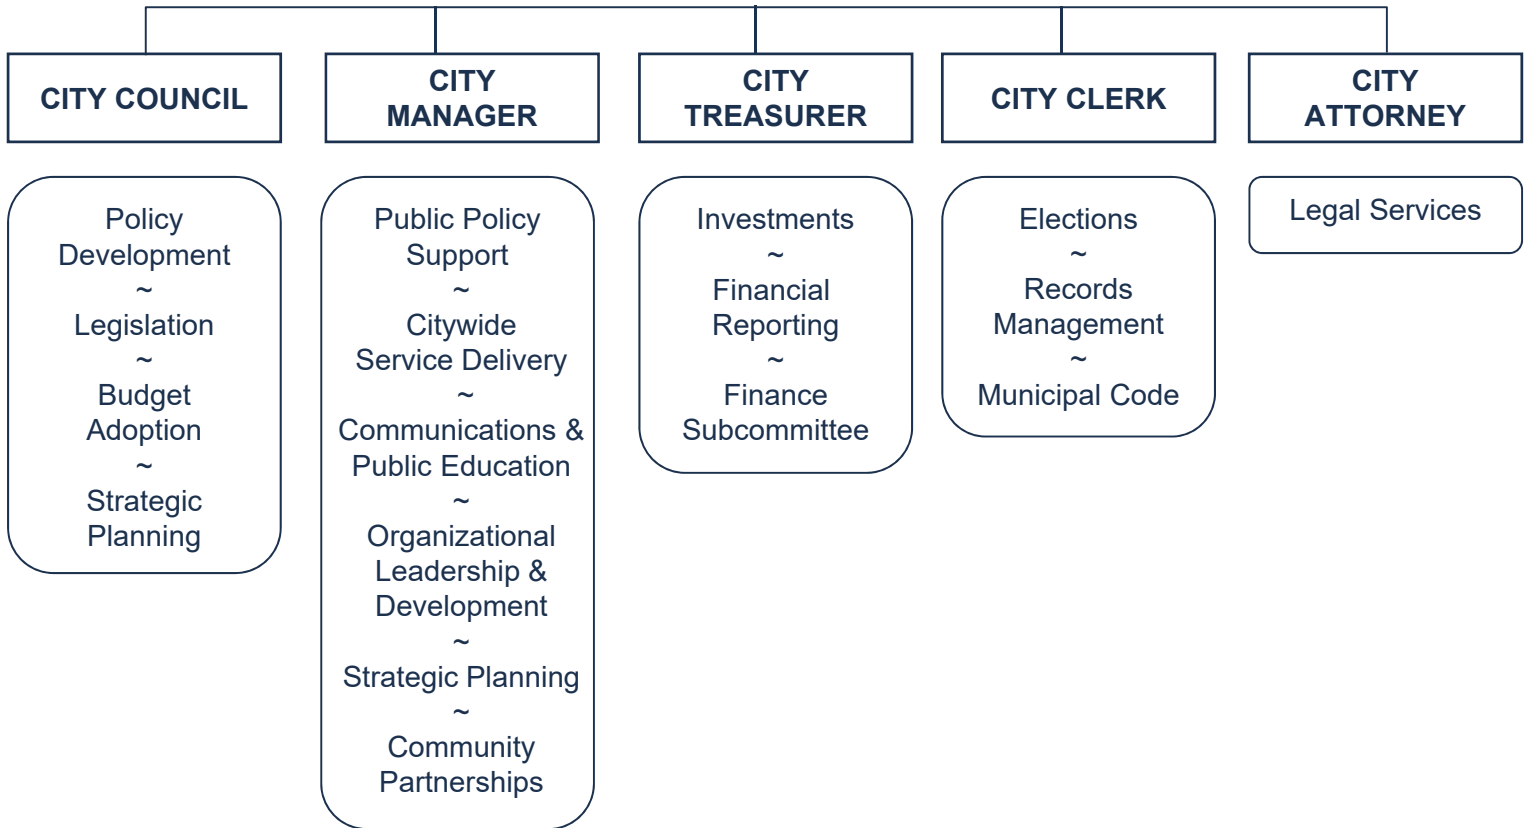 CITY COUNCIL
CITY
MANAGER
CITY
TREASURER
CITY CLERK
CITY
ATTORNEY
Policy
Development
~
Legislation
~
Budget
Adoption
~
Strategic
Planning
Public Policy
Support
~
Citywide
Service Delivery
~
Communications &
Public Education
~
Organizational
Leadership &
Development
~
Strategic Planning
~
Community
Partnerships
Investments
~
Financial
Reporting
~
Finance
Subcommittee
Elections
~
Records
Management
~
Municipal Code
Legal Services